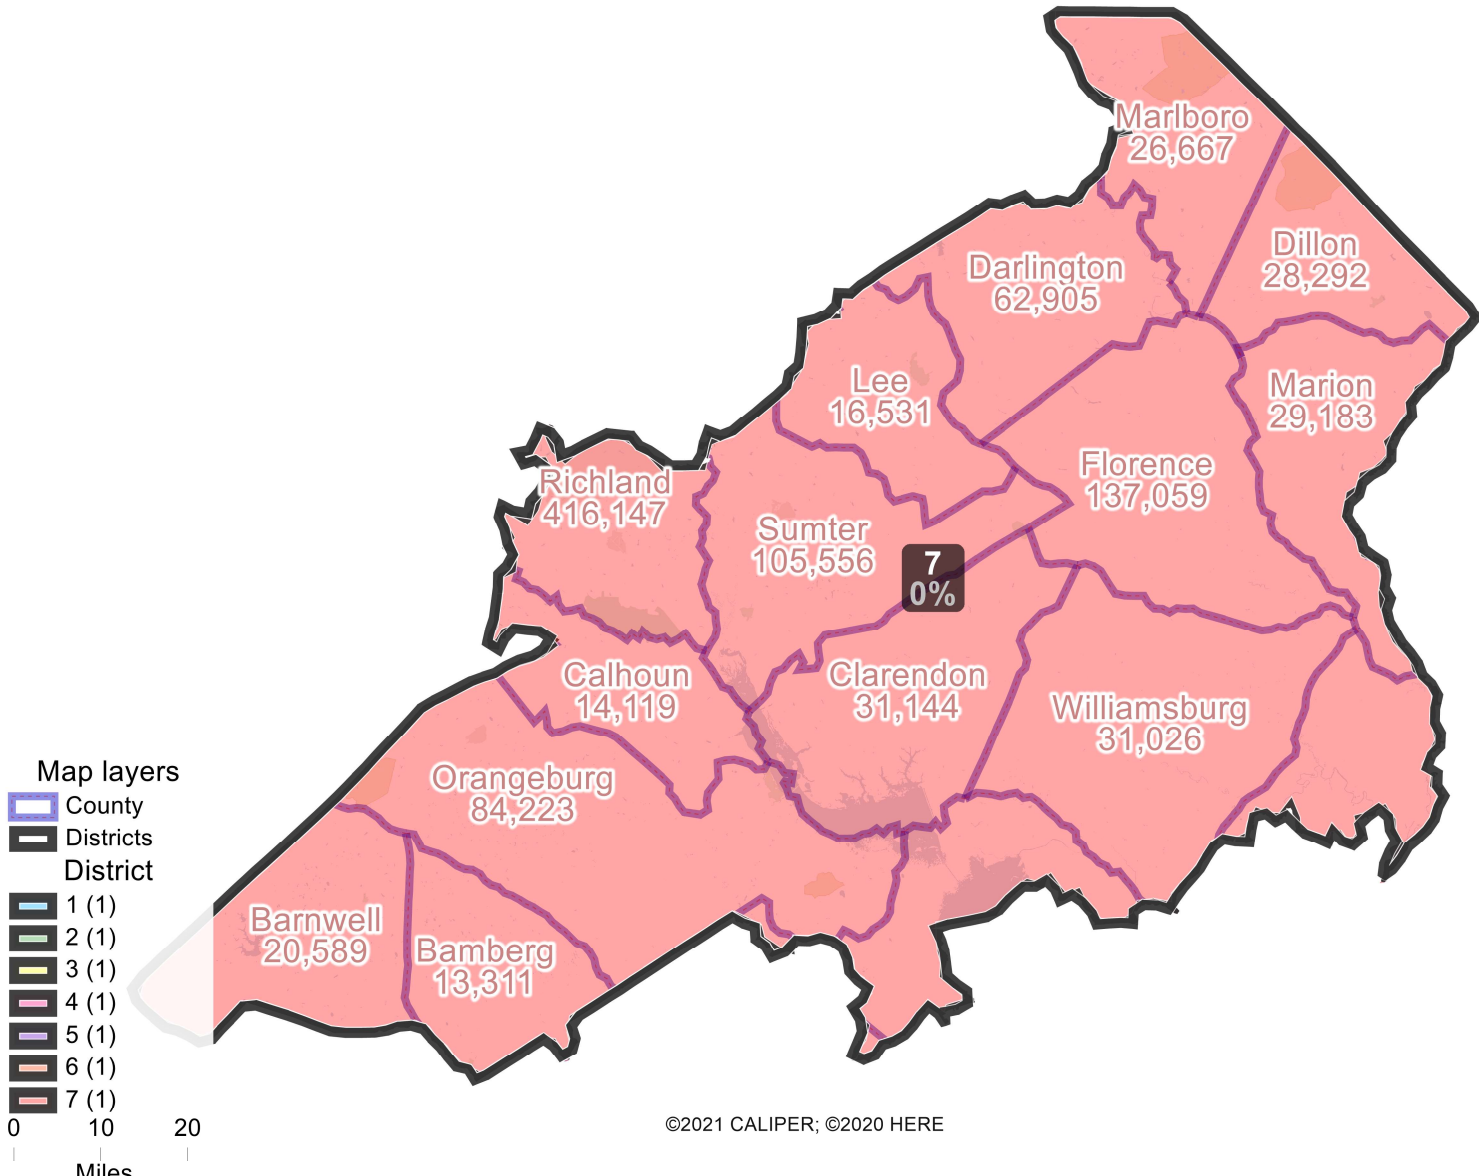 Marlboro
26,667
Dillon
28,292
Darlington
62,905
Lee
16,531
Marion
29,183
Florence
137,059
Richland
416,147
Sumter
105,556
7
0%
Calhoun
14,119
Clarendon
31,144
Williamsburg
31,026
Orangeburg
84,223
Barnwell
20,589
Bamberg
13,311
Map layers
County
Districts
District
1 (1)
2 (1)
3 (1)
4 (1)
5 (1)
6 (1)
7 (1)
0 10 20
Miles
©2021 CALIPER; ©2020 HERE